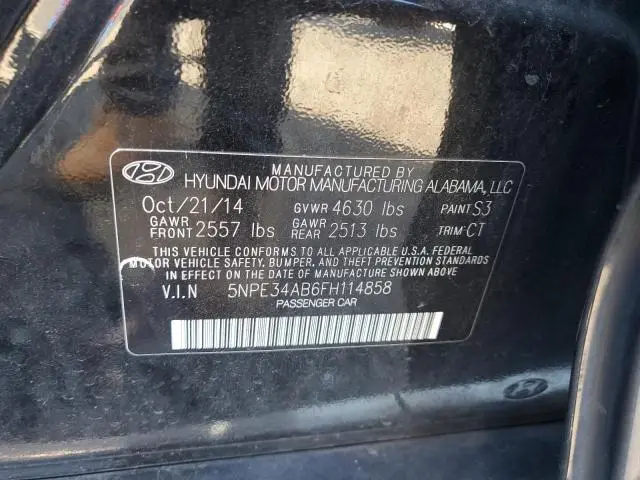 MANUFACTURED BY
HYUNDAI MOTOR MANUFACTURING ALABAMA, LLC
Oct/21/14 GVWR 4630 lbs PAINT S3
GAWR FRONT 2557 lbs GAWR REAR 2513 lbs TRIM CT
THIS VEHICLE CONFORMS TO ALL APPLICABLE U.S.A. FEDERAL
MOTOR VEHICLE SAFETY, BUMPER, AND THEFT PREVENTION STANDARDS
IN EFFECT ON THE DATE OF MANUFACTURE SHOWN ABOVE.
V.I.N 5NPE34AB6FH114858
PASSENGER CAR